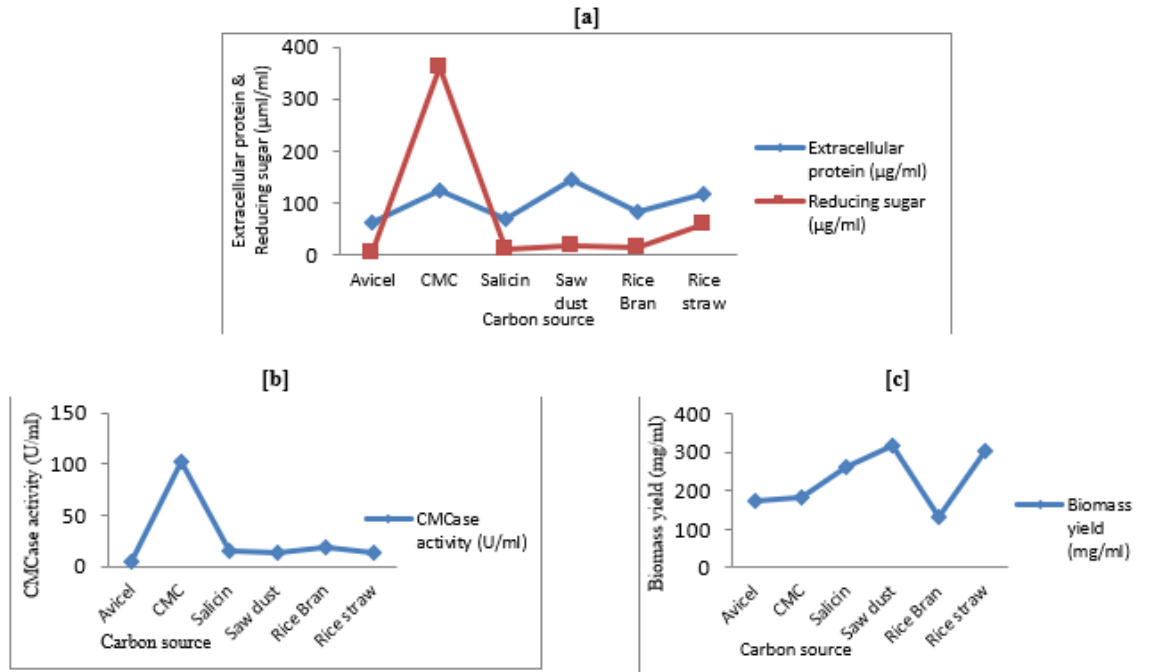 [a]
Extracellular protein &
Reducing sugar (µml/ml)
400
300
200
100
0
Avicel
CMC
Salicin
Saw
dust
Rice
Bran
Rice
straw
Carbon source
Extracellular
protein (µg/ml)
Reducing sugar
(µg/ml)
[b]
CMCase activity (U/ml)
150
100
50
0
Avicel
CMC
Salicin
Saw dust
Rice Bran
Rice straw
Carbon source
CMCase
activity (U/ml)
[c]
Biomass yield (mg/ml)
400
300
200
100
0
Avicel
CMC
Salicin
Saw dust
Rice Bran
Rice straw
Carbon source
Biomass
yield
(mg/ml)